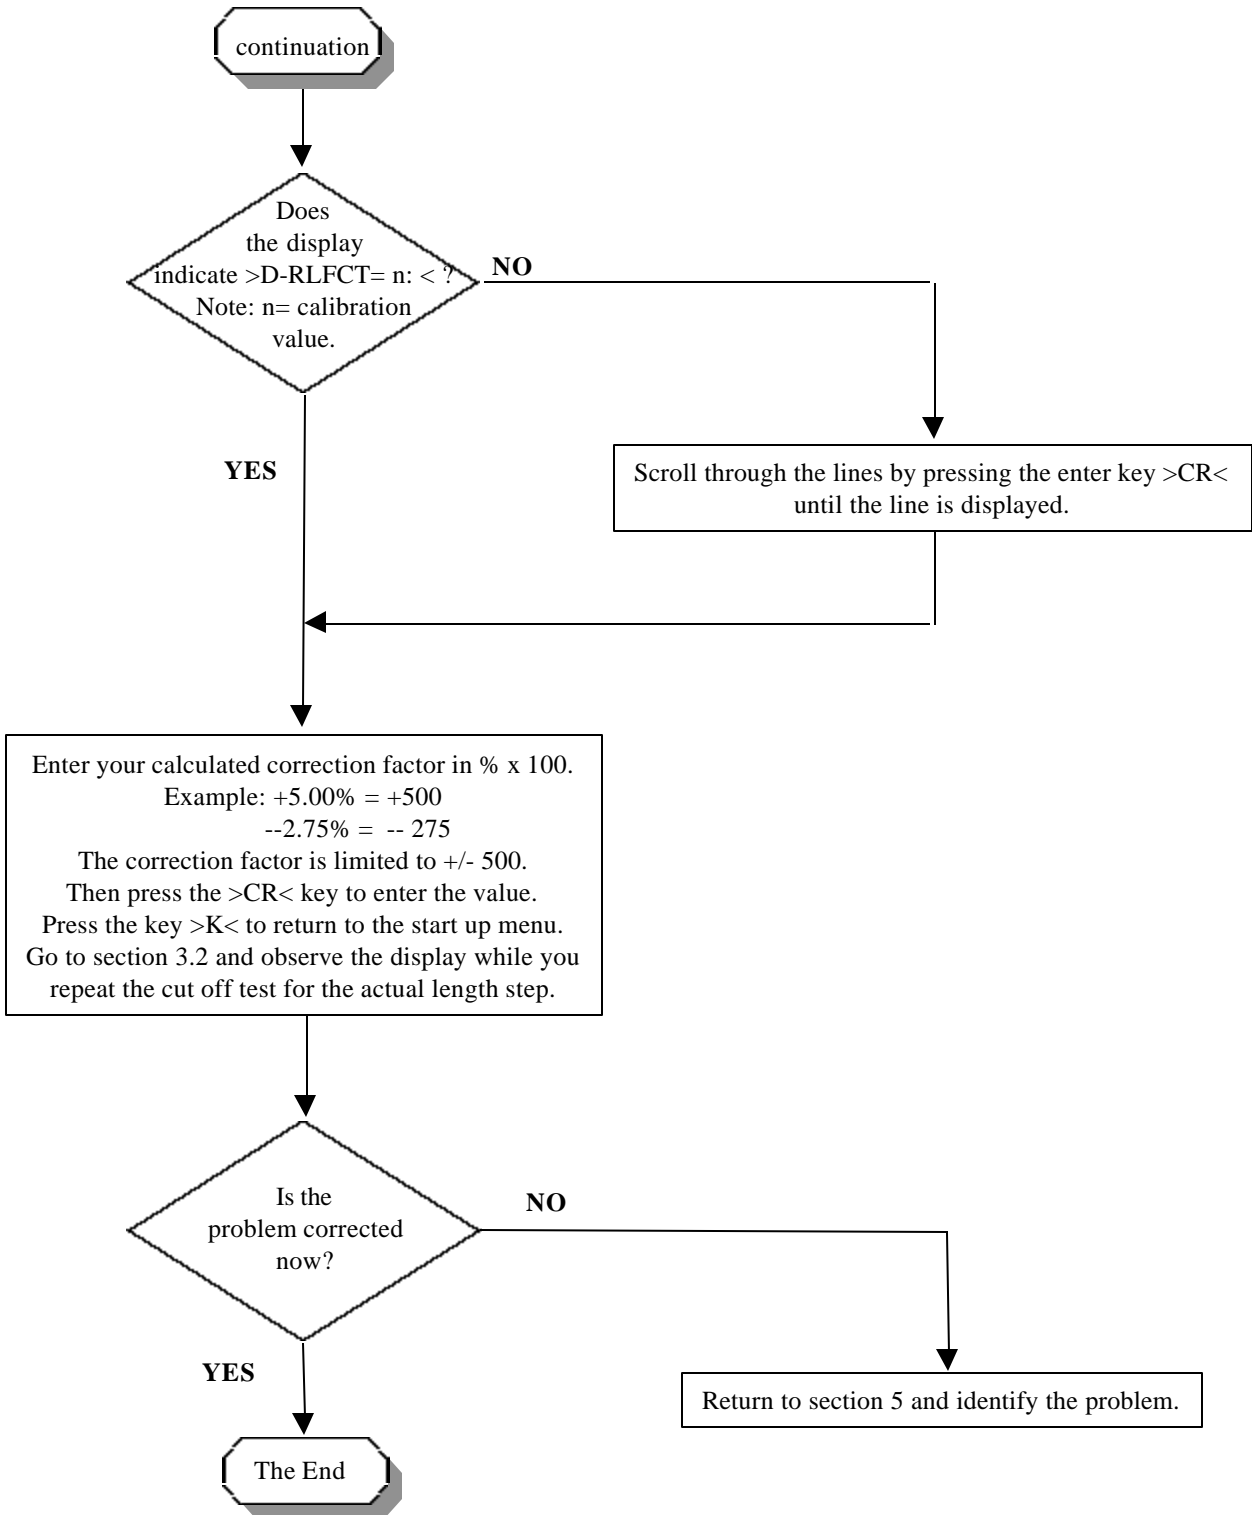 continuation
Does
the display
indicate >D-RLFCT= n: < ?
Note: n= calibration
value.
NO
YES
Scroll through the lines by pressing the enter key >CR<
until the line is displayed.
Enter your calculated correction factor in % x 100.
Example: +5.00% = +500
--2.75% = -- 275
The correction factor is limited to +/- 500.
Then press the >CR< key to enter the value.
Press the key >K< to return to the start up menu.
Go to section 3.2 and observe the display while you
repeat the cut off test for the actual length step.
Is the
problem corrected
now?
NO
YES
Return to section 5 and identify the problem.
The End